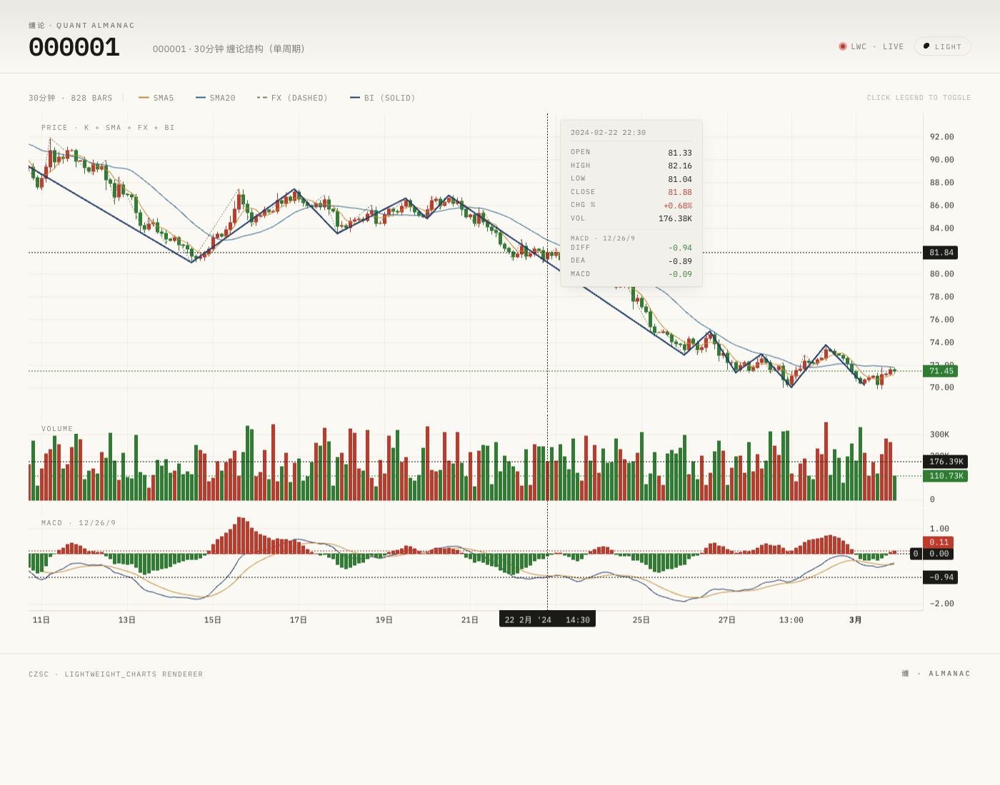 缠论 · QUANT ALMANAC
000001
000001 · 30分钟 缠论结构（单周期）
LWC · LIVE
LIGHT
30分钟 · 828 BARS
SMA5
SMA20
FX (DASHED)
BI (SOLID)
CLICK LEGEND TO TOGGLE
PRICE · K + SMA + FX + BI
2024-02-22 22:30
OPEN 81.33
HIGH 82.16
LOW 81.04
CLOSE 81.88
CHG % +0.68%
VOL 176.38K
MACD · 12/26/9
DIFF -0.94
DEA -0.89
MACD -0.09
92.00
90.00
88.00
86.00
84.00
81.84
80.00
78.00
76.00
74.00
72.00
71.45
70.00
VOLUME
300K
200K
176.39K
110.73K
0
MACD · 12/26/9
1.00
0.11
0 0.00
-0.94
-2.00
11日
13日
15日
17日
19日
21日
22 2月 '24 14:30
25日
27日
13:00
3月
CZSC · LIGHTWEIGHT_CHARTS RENDERER
缠 · ALMANAC